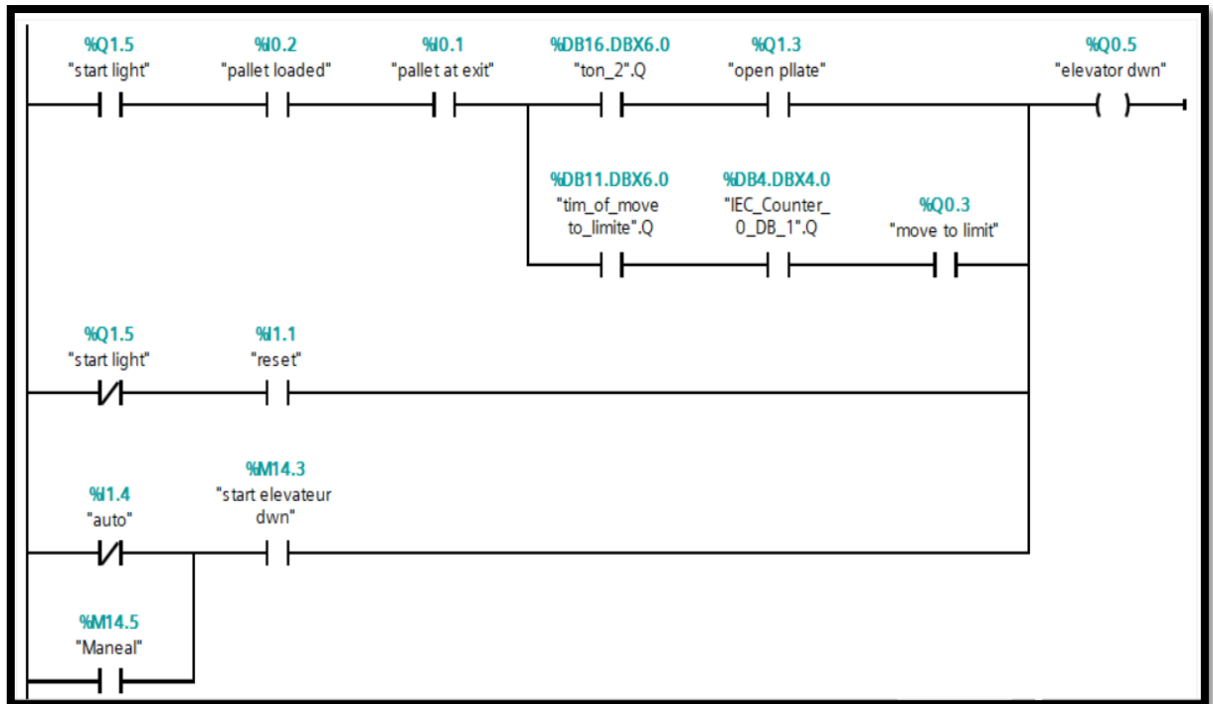 %Q1.5
"start light"
%I0.2
"pallet loaded"
%I0.1
"pallet at exit"
%DB16.DBX6.0
"ton_2".Q
%Q1.3
"open pllate"
%Q0.5
"elevator dwn"
%DB11.DBX6.0
"tim_of_move
to_limite".Q
%DB4.DBX4.0
"IEC_Counter_
0_DB_1".Q
%Q0.3
"move to limit"
%Q1.5
"start light"
%I1.1
"reset"
%I1.4
"auto"
%M14.3
"start elevateur
dwn"
%M14.5
"Maneal"